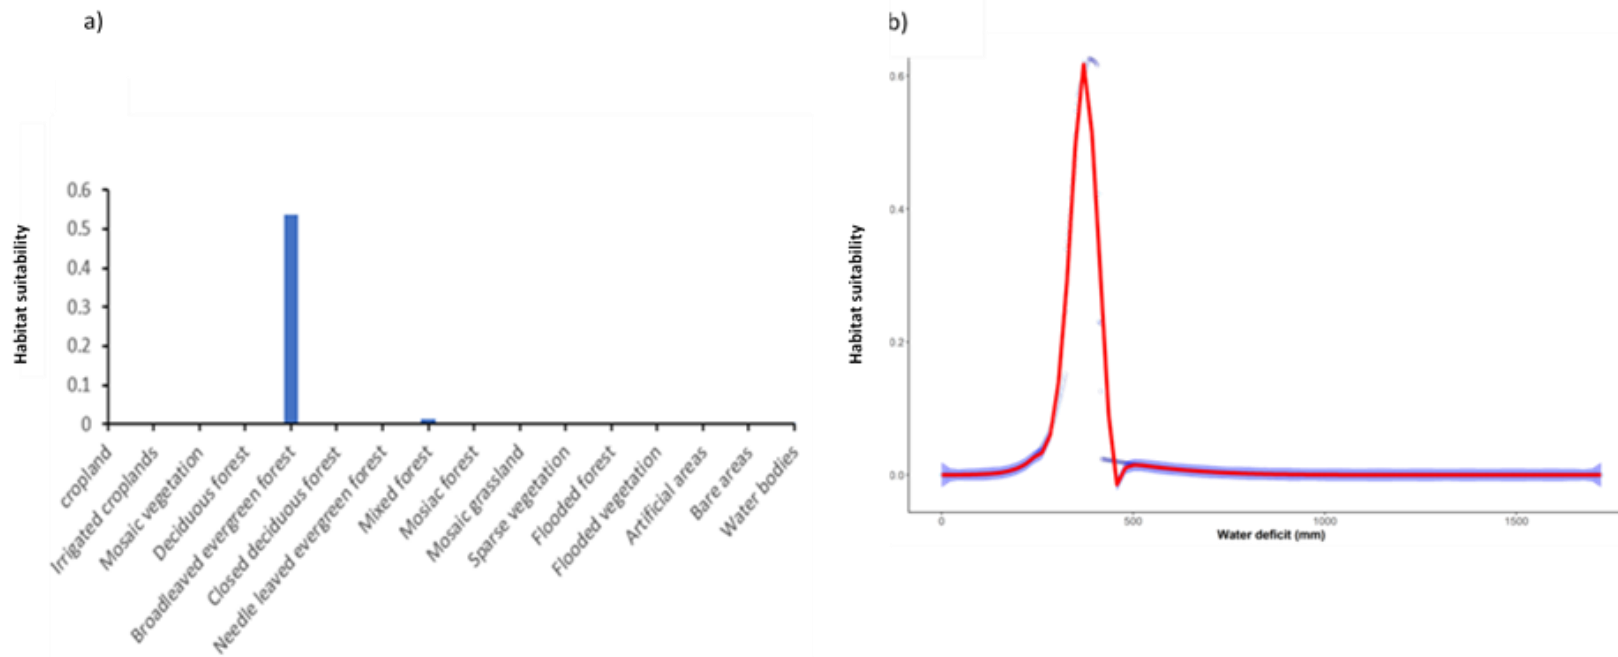 a)
Habitat suitability
0.6
0.5
0.4
0.3
0.2
0.1
0
cropland
Irrigated croplands
Mosaic vegetation
Deciduous forest
Broadleaved evergreen forest
Closed deciduous forest
Needle leaved evergreen forest
Mixed forest
Mosiac forest
Mosaic grassland
Sparse vegetation
Flooded forest
Flooded vegetation
Artificial areas
Bare areas
Water bodies
b)
Habitat suitability
0.6
0.4
0.2
0.0
0
500
1000
1500
Water deficit (mm)